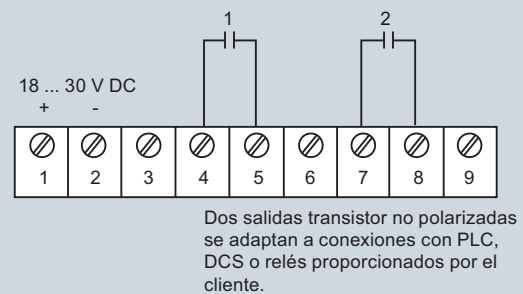 1 2
18 ... 30 V DC
+ -
1 2 3 4 5 6 7 8 9
Dos salidas transistor no polarizadas
se adaptan a conexiones con PLC,
DCS o relés proporcionados por el
cliente.